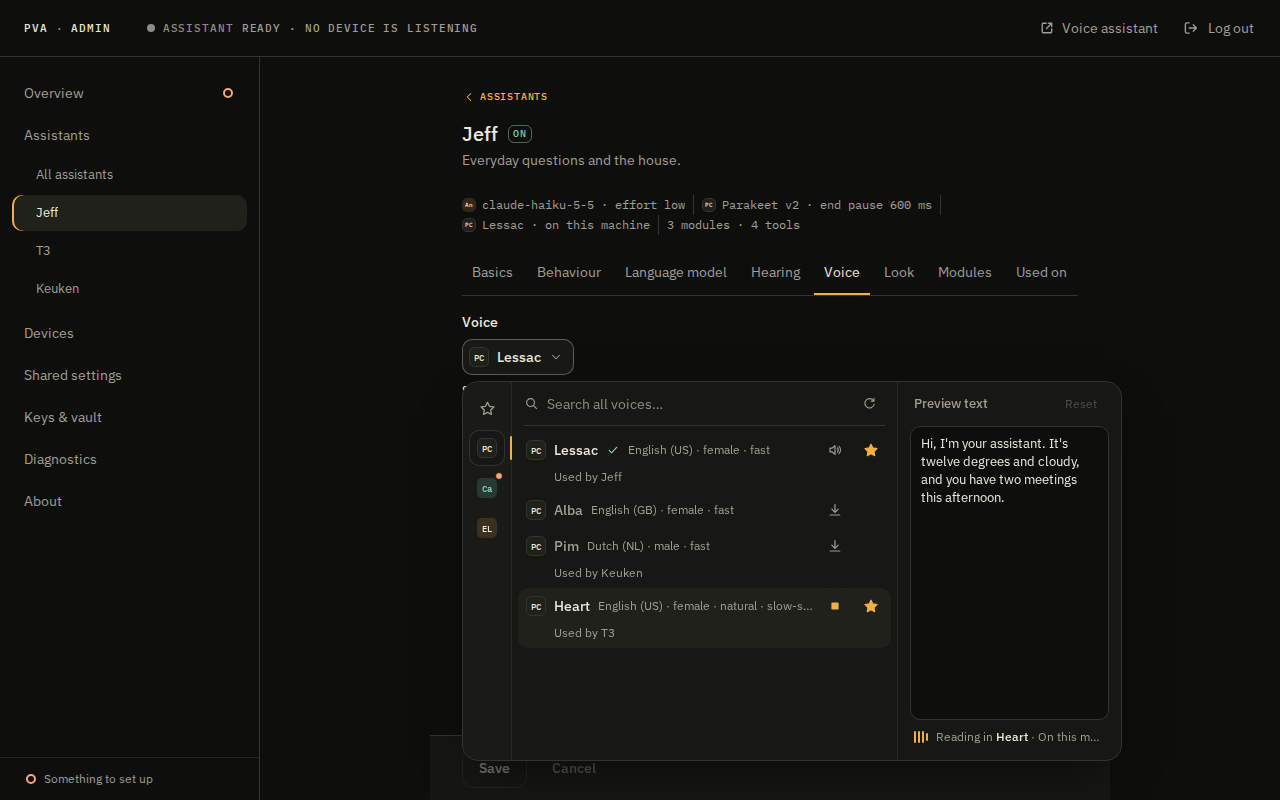 PVA · ADMIN
ASSISTANT READY · NO DEVICE IS LISTENING
Voice assistant
Log out
Overview
Assistants
All assistants
Jeff
T3
Keuken
Devices
Shared settings
Keys & vault
Diagnostics
About
Something to set up
ASSISTANTS
Jeff ON
Everyday questions and the house.
An claude-haiku-5-5 · effort low PC Parakeet v2 · end pause 600 ms
PC Lessac · on this machine 3 modules · 4 tools
Basics Behaviour Language model Hearing Voice Look Modules Used on
Voice
PC Lessac
PC
Ca
EL
Search all voices...
PC Lessac English (US) · female · fast
Used by Jeff
PC Alba English (GB) · female · fast
PC Pim Dutch (NL) · male · fast
Used by Keuken
PC Heart English (US) · female · natural · slow-s...
Used by T3
Preview text Reset
Hi, I'm your assistant. It's
twelve degrees and cloudy,
and you have two meetings
this afternoon.
Reading in Heart · On this m...
Save Cancel